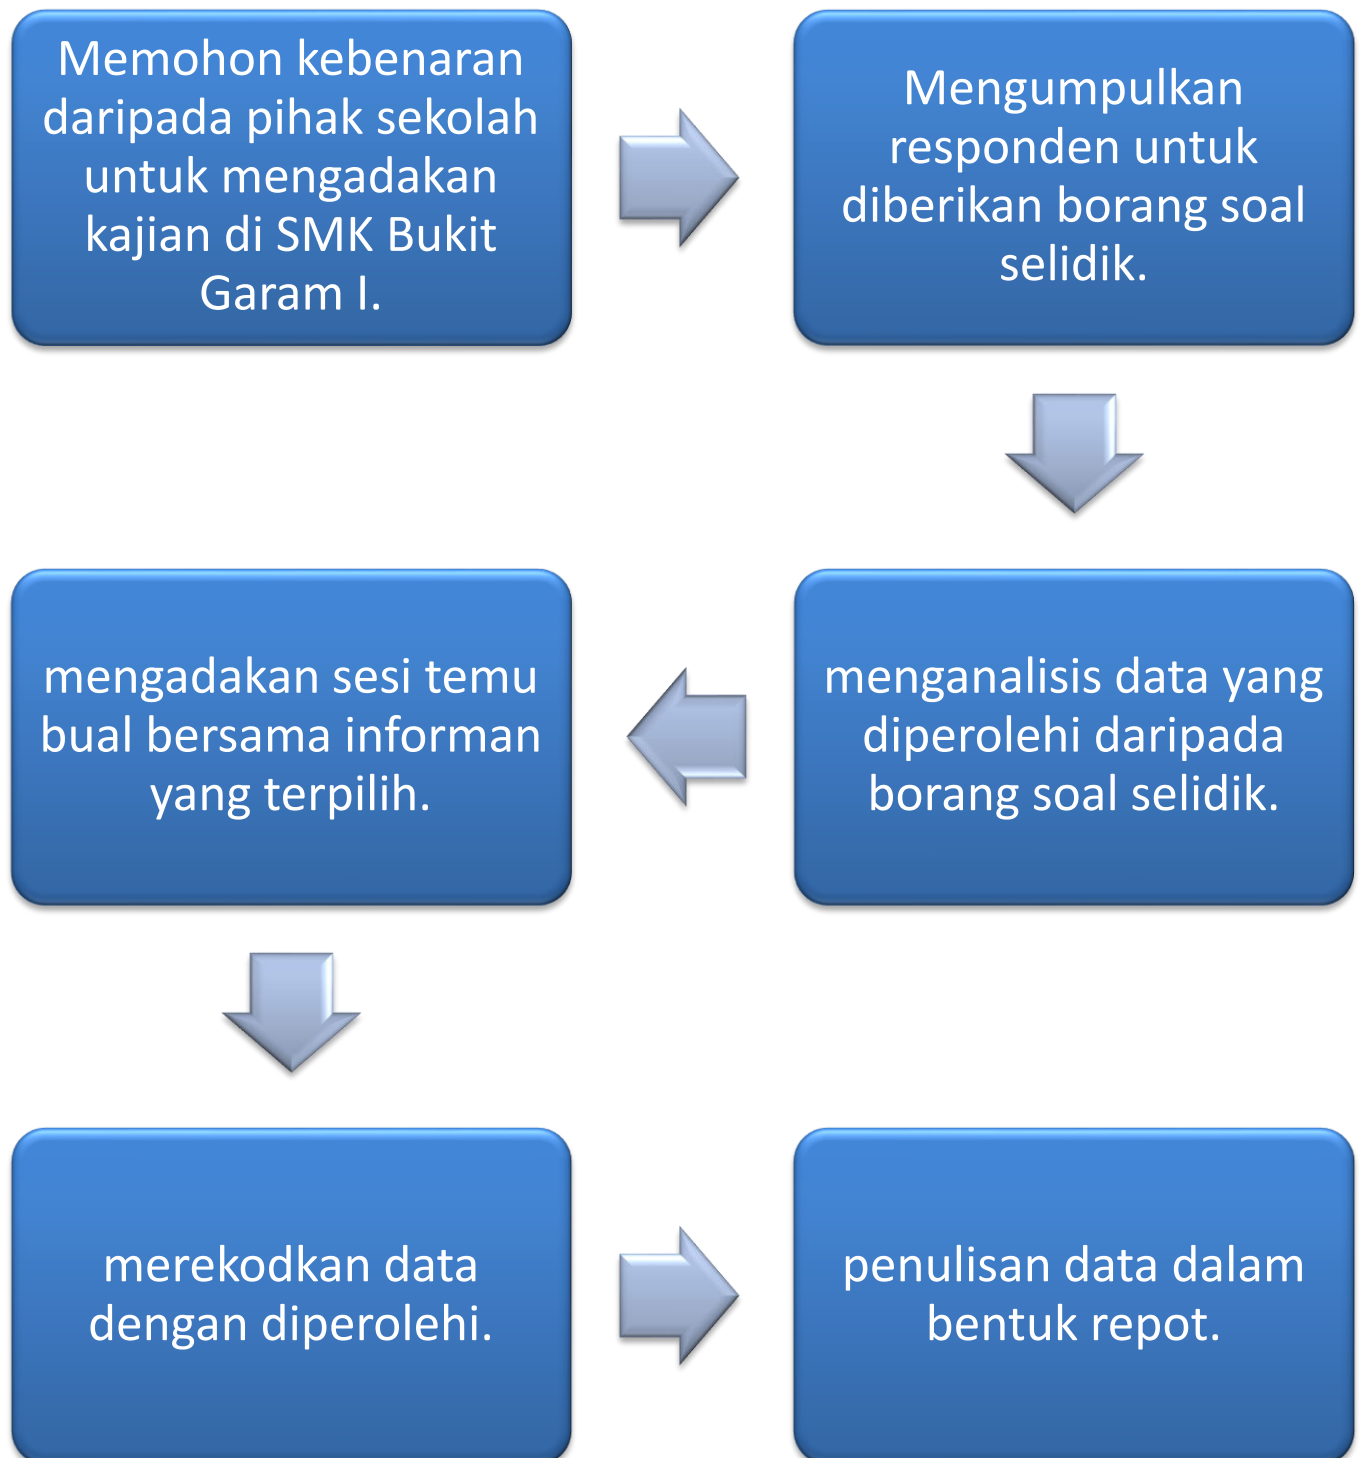 Memohon kebenaran
daripada pihak sekolah
untuk mengadakan
kajian di SMK Bukit
Garam I.
Mengumpulkan
responden untuk
diberikan borang soal
selidik.
menganalisis data yang
diperolehi daripada
borang soal selidik.
mengadakan sesi temu
bual bersama informan
yang terpilih.
merekodkan data
dengan diperolehi.
penulisan data dalam
bentuk repot.